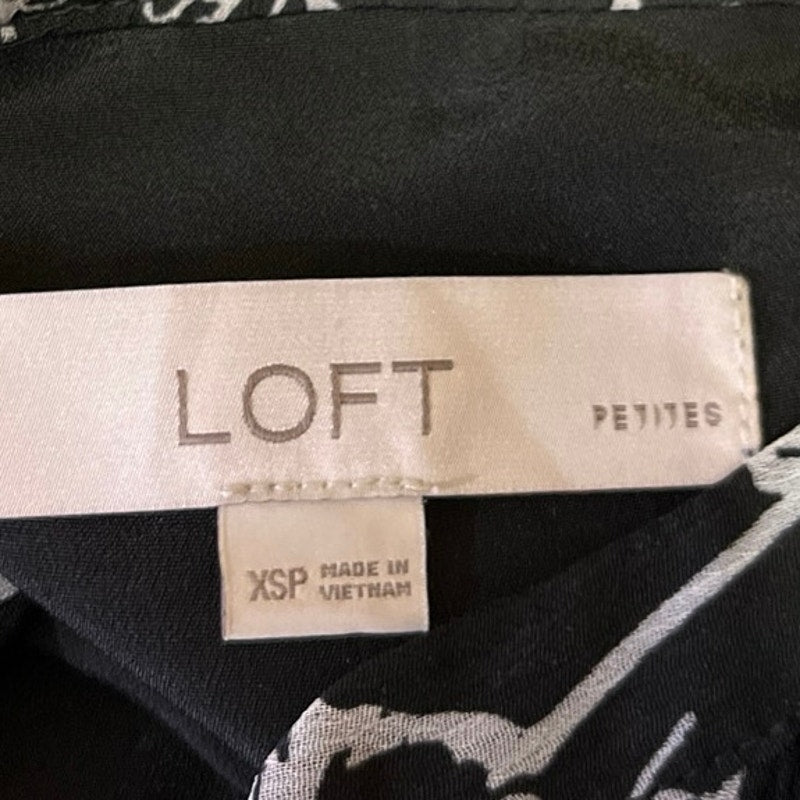 LOFT
PETITES
XSP
MADE IN
VIETNAM